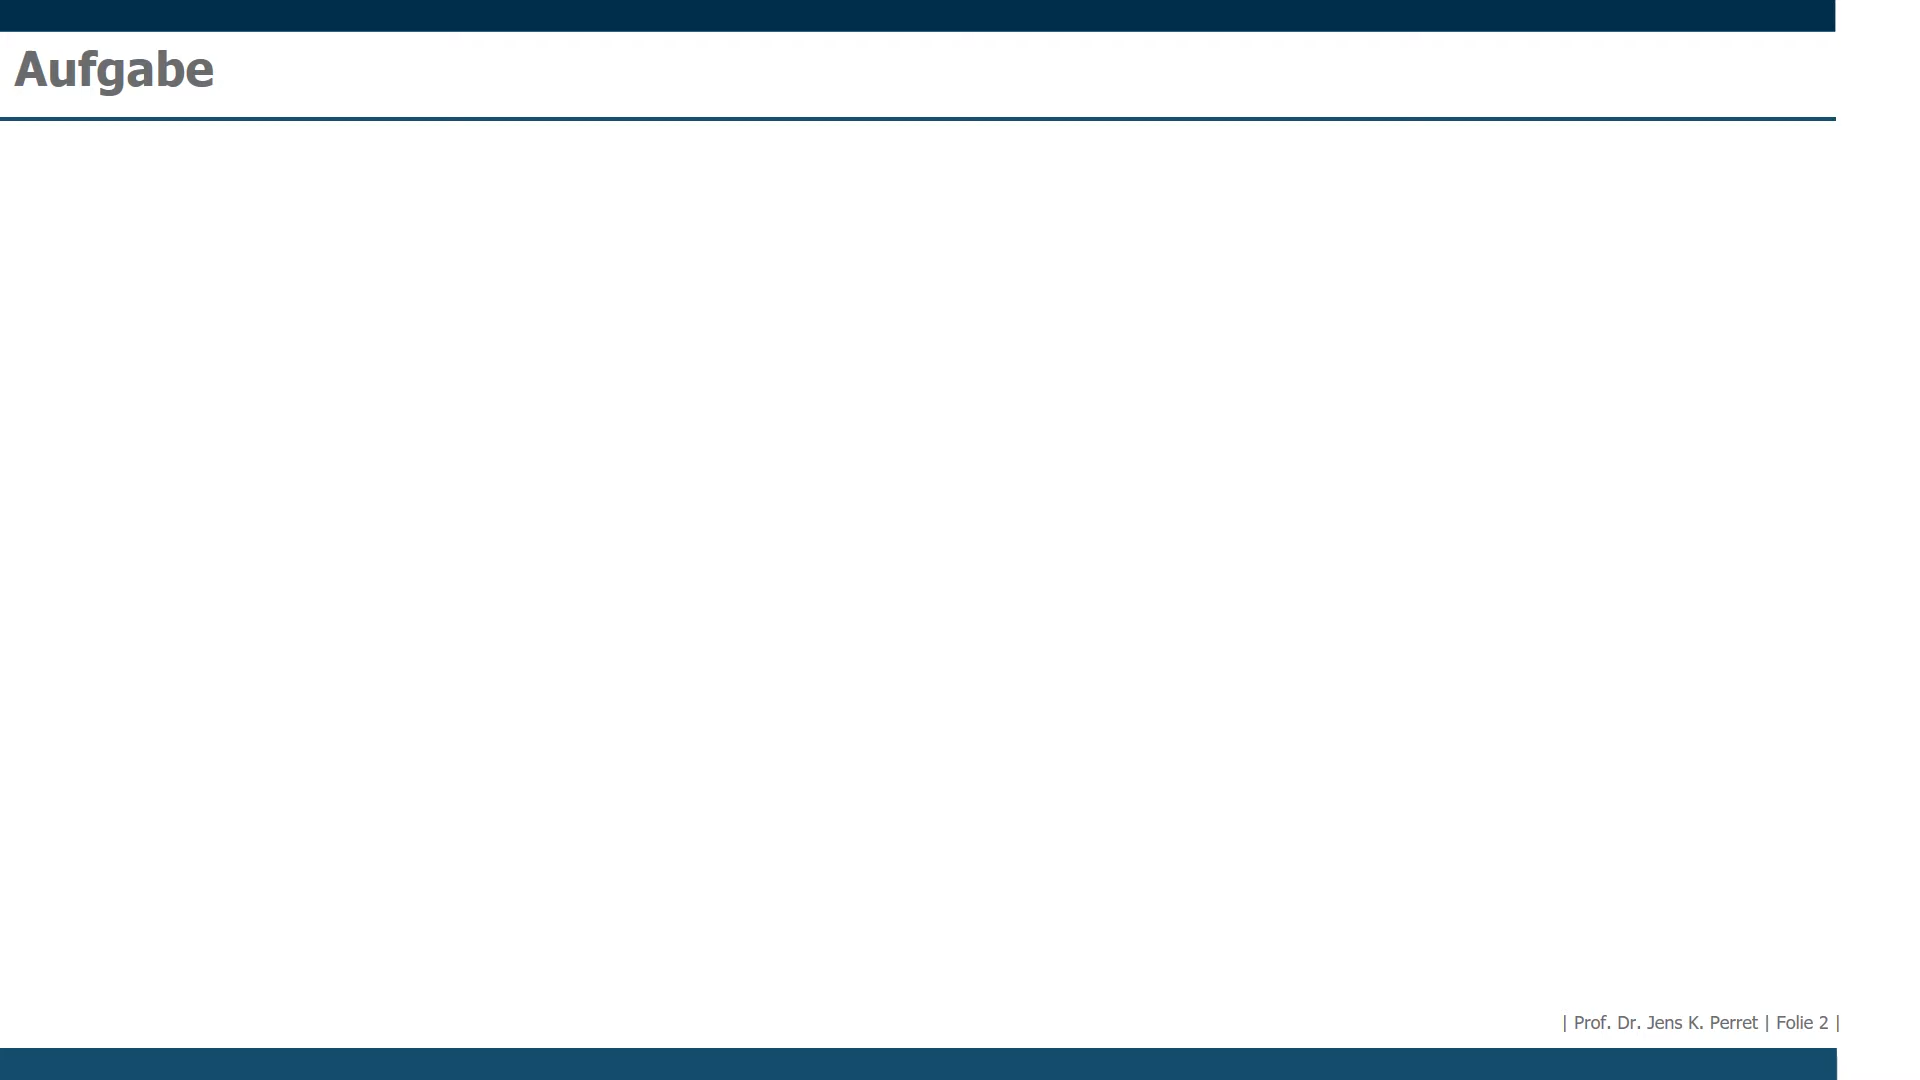 Aufgabe
| Prof. Dr. Jens K. Perret | Folie 2 |